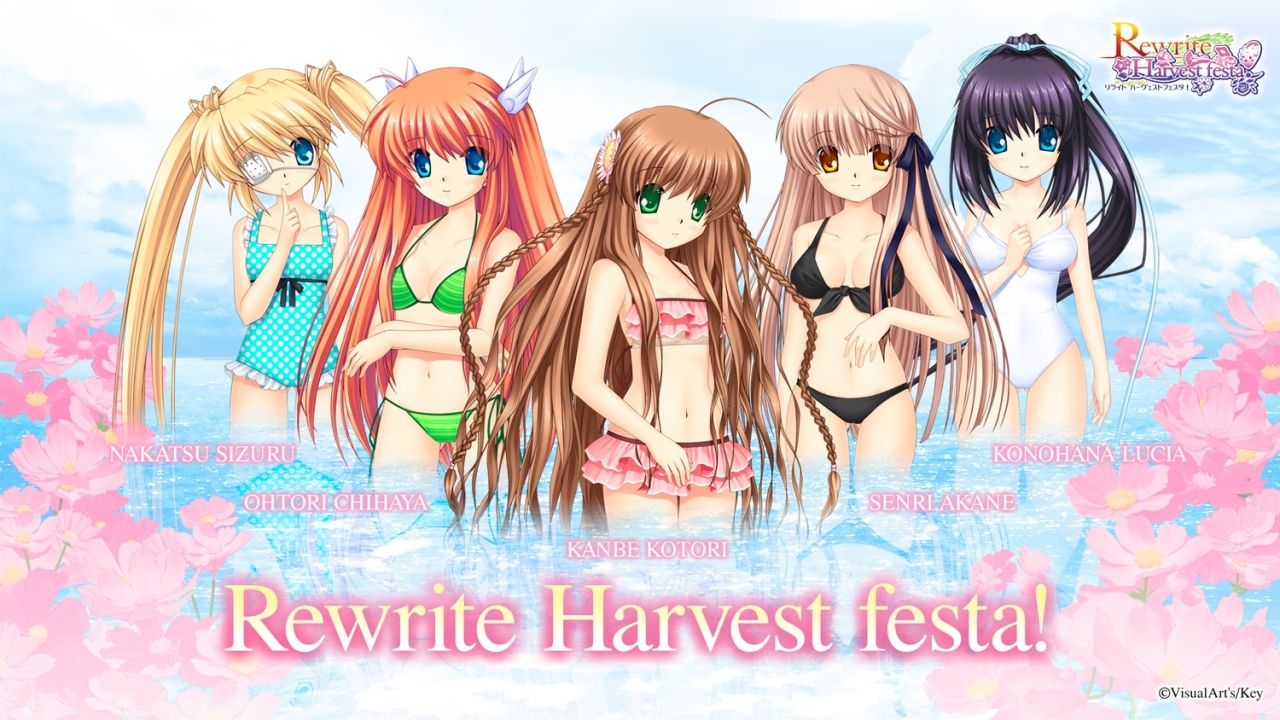 Rewrite
Harvest festa!
リライト ハーヴェストフェスタ！
NAKATSU SIZURU
KONOHANA LUCIA
OHTORI CHIHAYA
SENRI AKANE
KANBE KOTORI
Rewrite Harvest festa!
©VisualArt's/Key